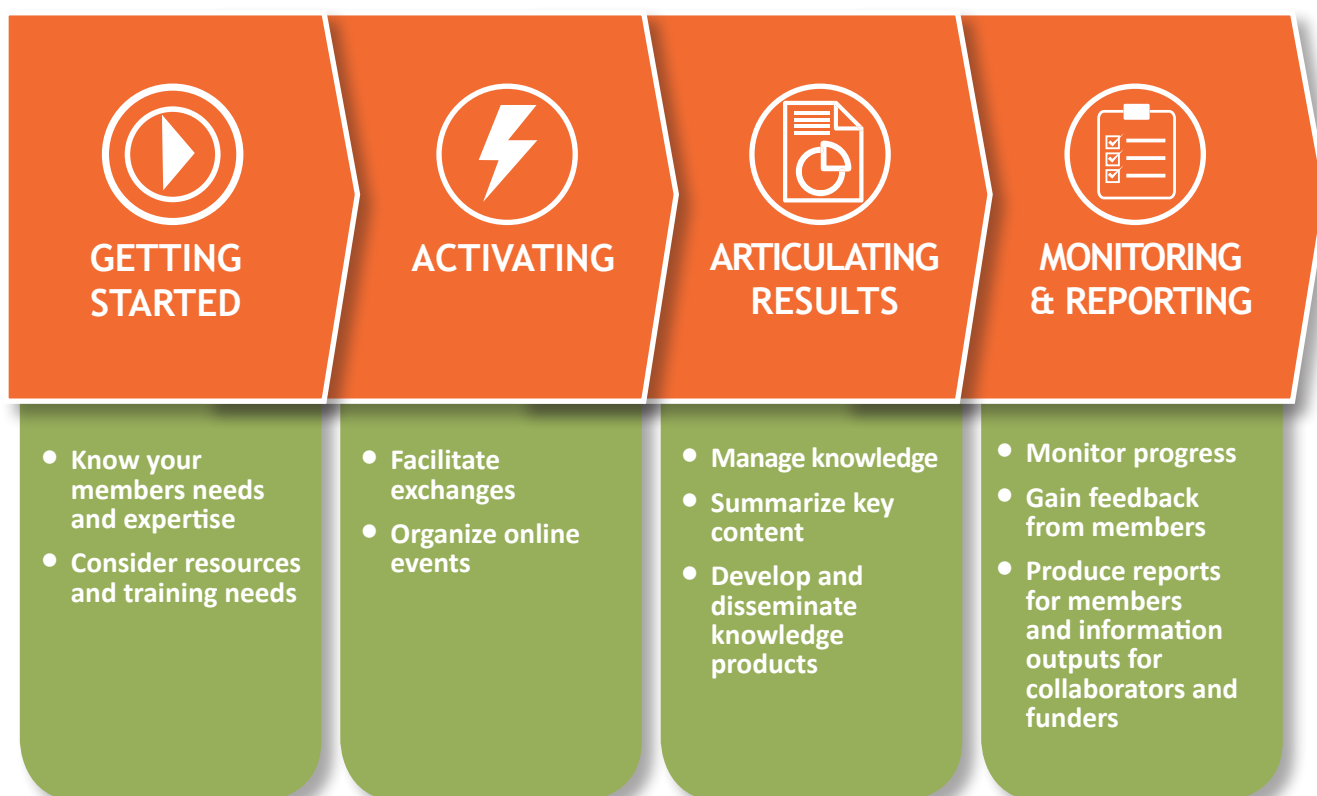 GETTING
STARTED
ACTIVATING
ARTICULATING
RESULTS
MONITORING
& REPORTING
• Know your
members needs
and expertise
• Consider resources
and training needs
• Facilitate
exchanges
• Organize online
events
• Manage knowledge
• Summarize key
content
• Develop and
disseminate
knowledge
products
• Monitor progress
• Gain feedback
from members
• Produce reports
for members
and information
outputs for
collaborators and
funders